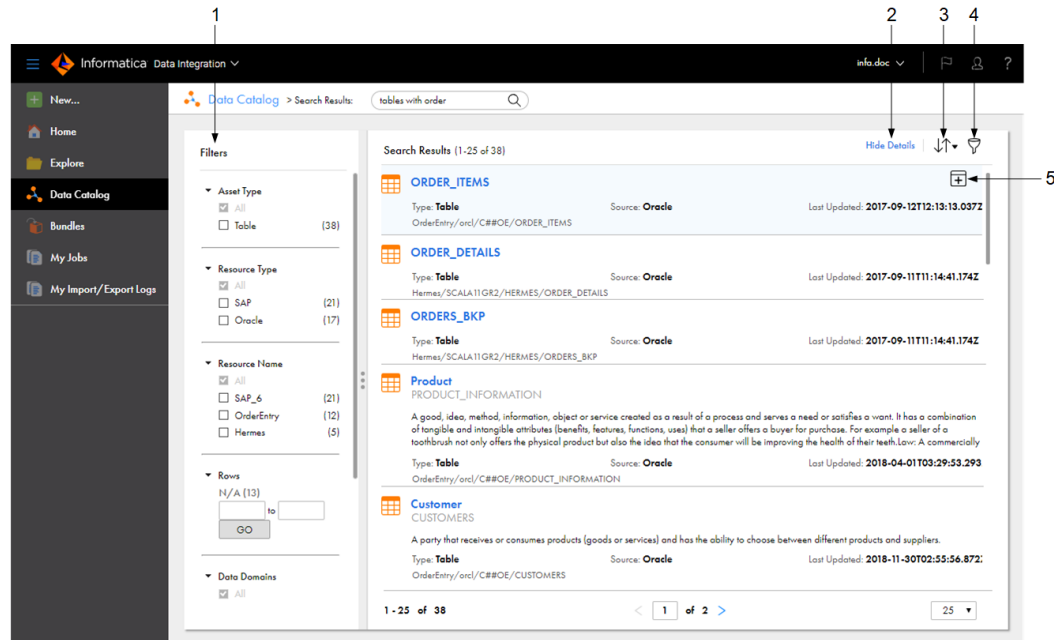 1
2
3
4
Informatica Data Integration
infa.doc
?
New...
Home
Explore
Data Catalog
Bundles
My Jobs
My Import/Export Logs
Data Catalog > Search Results:
tables with order
Filters
Asset Type
All
Table (38)
Resource Type
All
SAP (21)
Oracle (17)
Resource Name
All
SAP_6 (21)
OrderEntry (12)
Hermes (5)
Rows
N/A (13)
to
GO
Data Domains
All
Search Results (1-25 of 38)
Hide Details
5
ORDER_ITEMS
Type: Table Source: Oracle Last Updated: 2017-09-12T12:13:13.037Z
OrderEntry/orcl/C##OE/ORDER_ITEMS
ORDER_DETAILS
Type: Table Source: Oracle Last Updated: 2017-09-11T11:14:41.174Z
Hermes/SCALA11GR2/HERMES/ORDER_DETAILS
ORDERS_BKP
Type: Table Source: Oracle Last Updated: 2017-09-11T11:14:41.174Z
Hermes/SCALA11GR2/HERMES/ORDERS_BKP
Product
PRODUCT_INFORMATION
A good, idea, method, information, object or service created as a result of a process and serves a need or satisfies a want. It has a combination
of tangible and intangible attributes (benefits, features, functions, uses) that a seller offers a buyer for purchase. For example a seller of a
toothbrush not only offers the physical product but also the idea that the consumer will be improving the health of their teeth.Law: A commercially
Type: Table Source: Oracle Last Updated: 2018-04-01T03:29:53.293
OrderEntry/orcl/C##OE/PRODUCT_INFORMATION
Customer
CUSTOMERS
A party that receives or consumes products (goods or services) and has the ability to choose between different products and suppliers.
Type: Table Source: Oracle Last Updated: 2018-11-30T02:55:56.872
OrderEntry/orcl/C##OE/CUSTOMERS
1 - 25 of 38
< 1 of 2 >
25